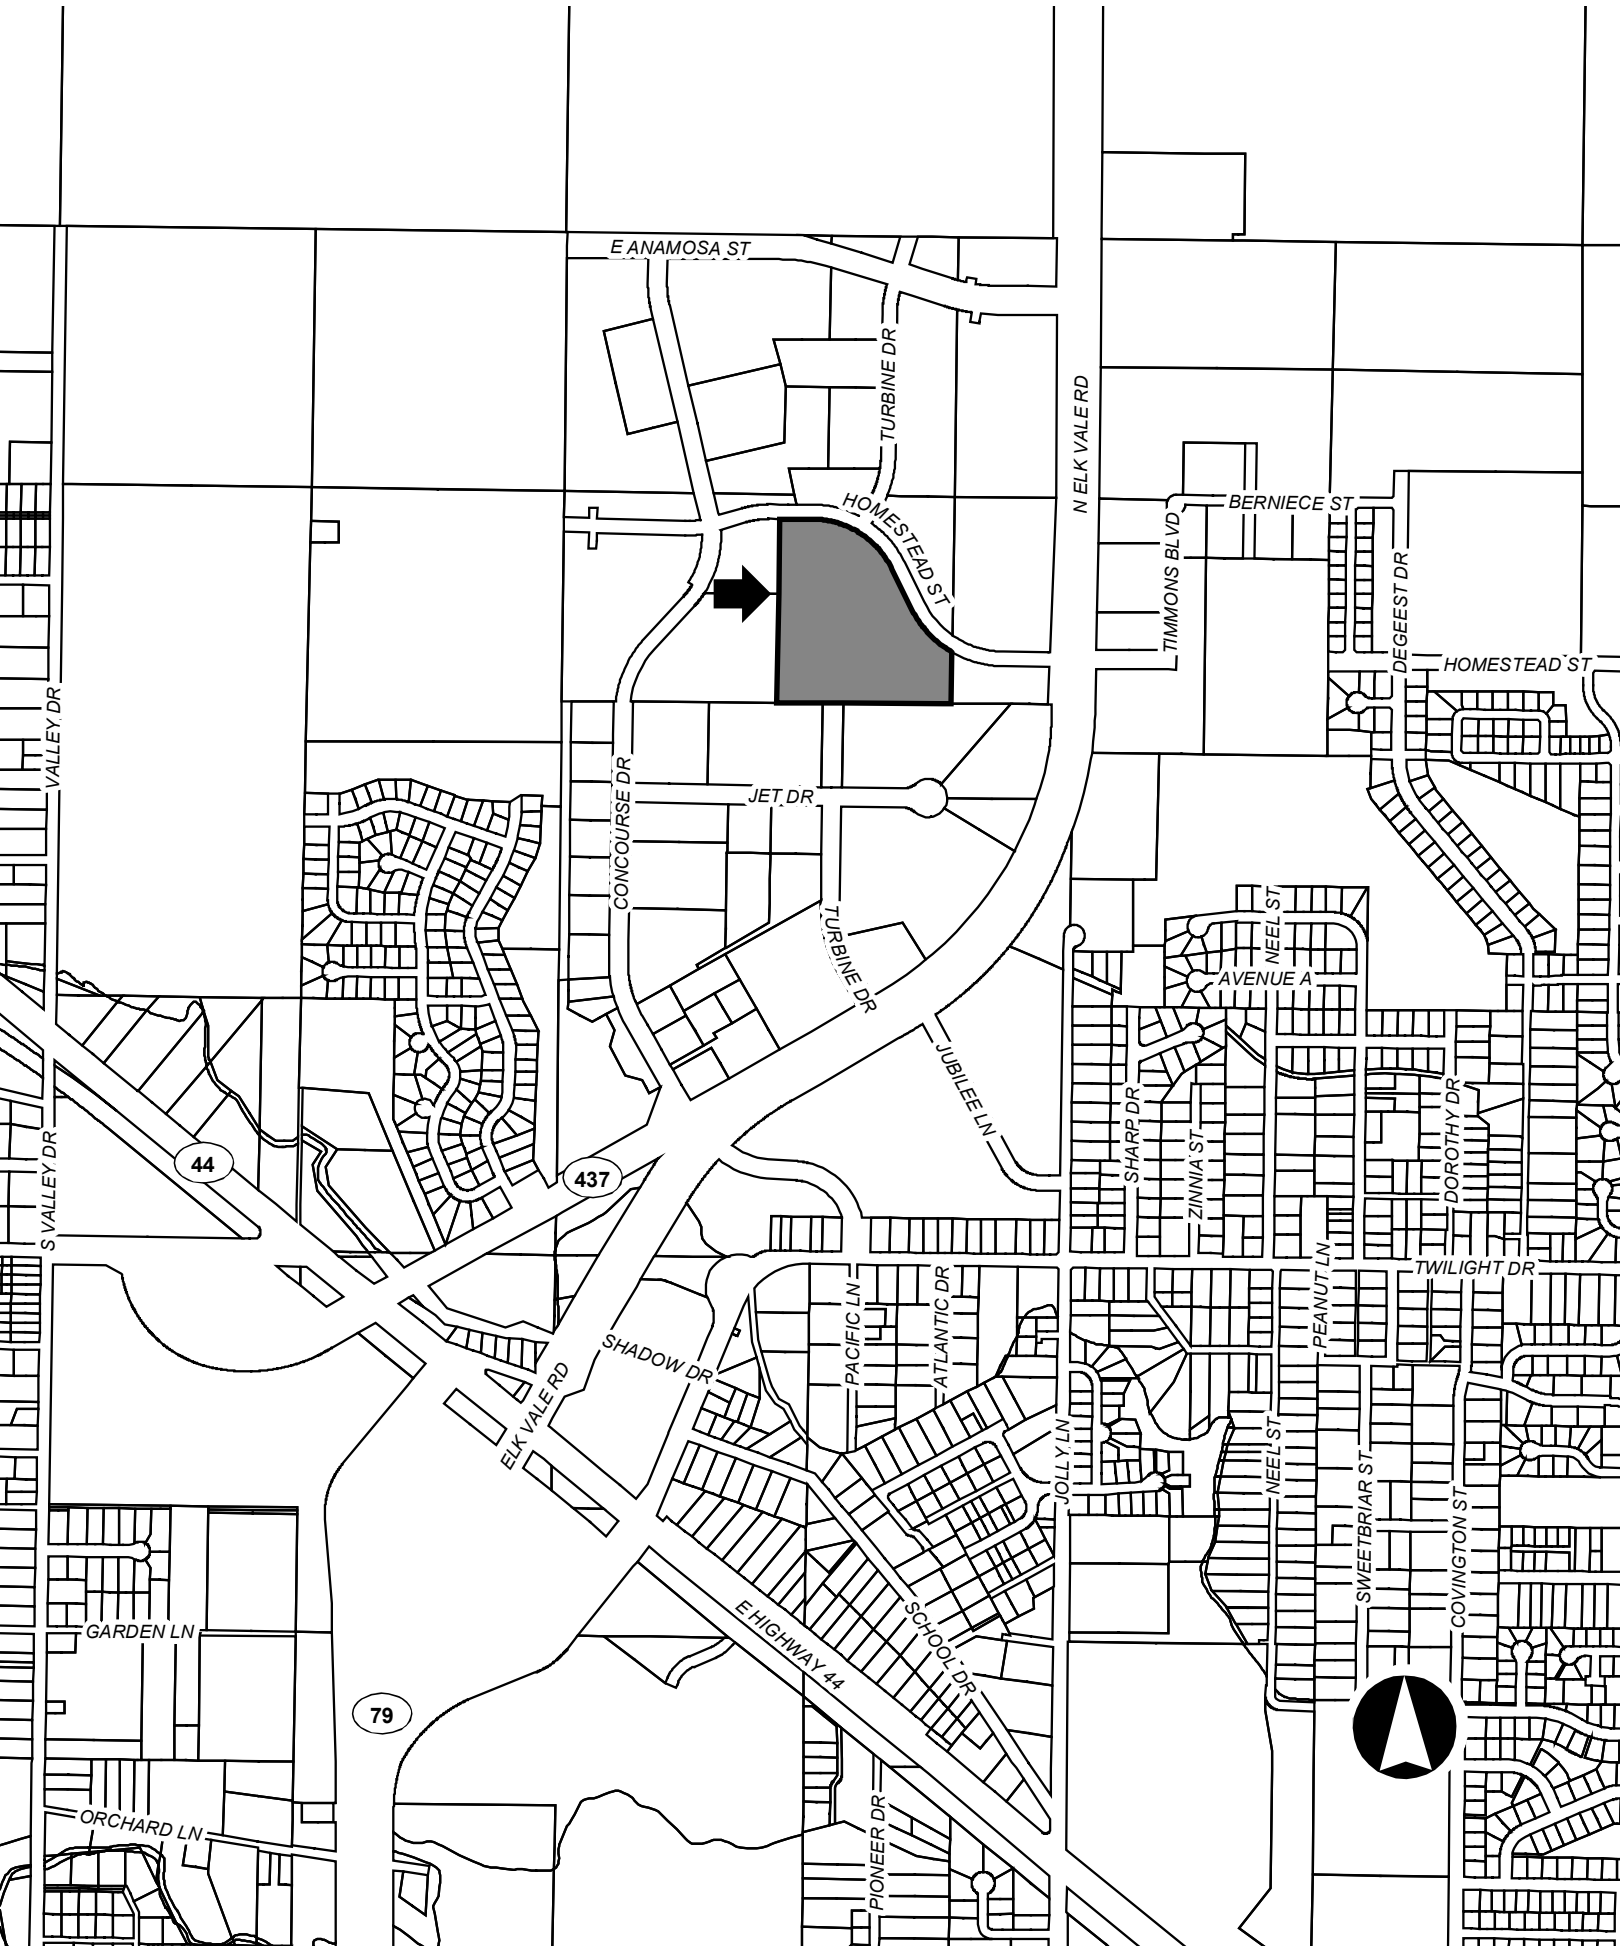 E ANAMOSA ST
TURBINE DR
N ELK VALE RD
HOMESTEAD ST
BERNIECE ST
TIMMONS BLVD
DEGEEST DR
HOMESTEAD ST
VALLEY DR
CONCOURSE DR
JET DR
TURBINE DR
NEEL ST
AVENUE A
JUBILEE LN
SHARP DR
ZINNIA ST
DOROTHY DR
S VALLEY DR
44
437
PEANUT LN
TWILIGHT DR
PACIFIC LN
ATLANTIC DR
SHADOW DR
ELK VALE RD
JOLLY LN
NEEL ST
SWEETBRIAR ST
COVINGTON ST
GARDEN LN
E HIGHWAY 44
SCHOOL DR
79
ORCHARD LN
PIONEER DR